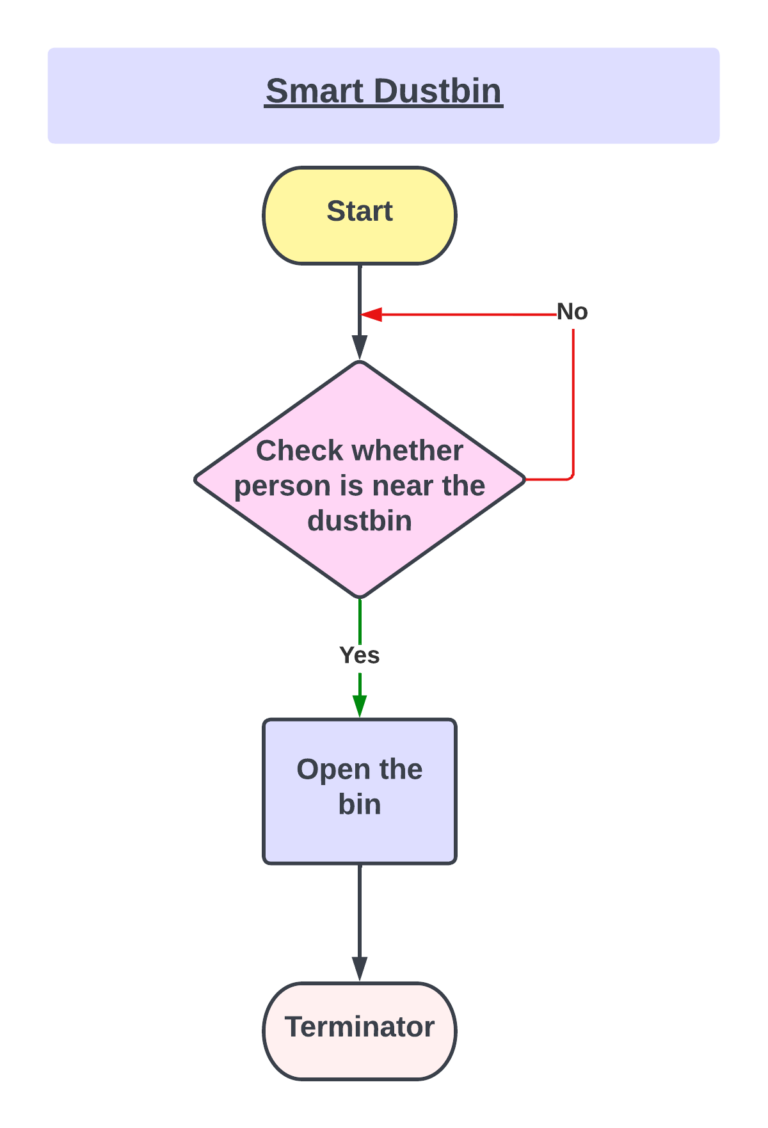 Smart Dustbin
Start
No
Check whether
person is near the
dustbin
Yes
Open the
bin
Terminator